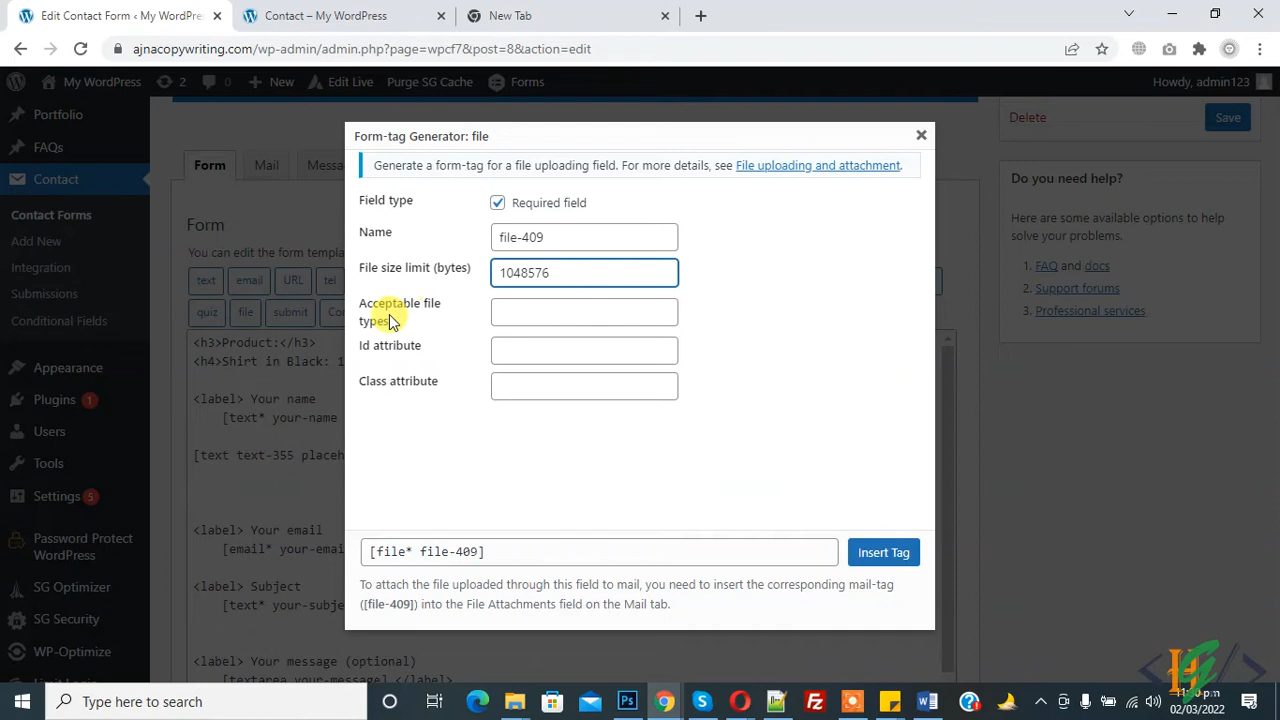 Edit Contact Form ‹ My WordPre
Contact – My WordPress
New Tab
ajnacopywriting.com/wp-admin/admin.php?page=wpcf7&post=8&action=edit
My WordPress
2
0
New
Edit Live
Purge SG Cache
Forms
Howdy, admin123
Portfolio
FAQs
Contact
Contact Forms
Add New
Integration
Submissions
Conditional Fields
Appearance
Plugins 1
Users
Tools
Settings 5
Password Protect
WordPress
SG Optimizer
SG Security
WP-Optimize
Form
Mail
Messa
Form
You can edit the form templa
text
email
URL
tel
quiz
file
submit
Co
<h3>Product:</h3>
<h4>Shirt in Black: 1
<label> Your name
[text* your-name
[text text-355 placeh
<label> Your email
[email* your-emai
<label> Subject
[text* your-subje
<label> Your message (optional)
[textarea your-message] </label>
Form-tag Generator: file
Generate a form-tag for a file uploading field. For more details, see File uploading and attachment.
Field type
Required field
Name
file-409
File size limit (bytes)
1048576
Acceptable file
types
Id attribute
Class attribute
[file* file-409]
Insert Tag
To attach the file uploaded through this field to mail, you need to insert the corresponding mail-tag
([file-409]) into the File Attachments field on the Mail tab.
Delete
Save
Do you need help?
Here are some available options to help
solve your problems.
1. FAQ and docs
2. Support forums
3. Professional services
Type here to search
02/03/2022